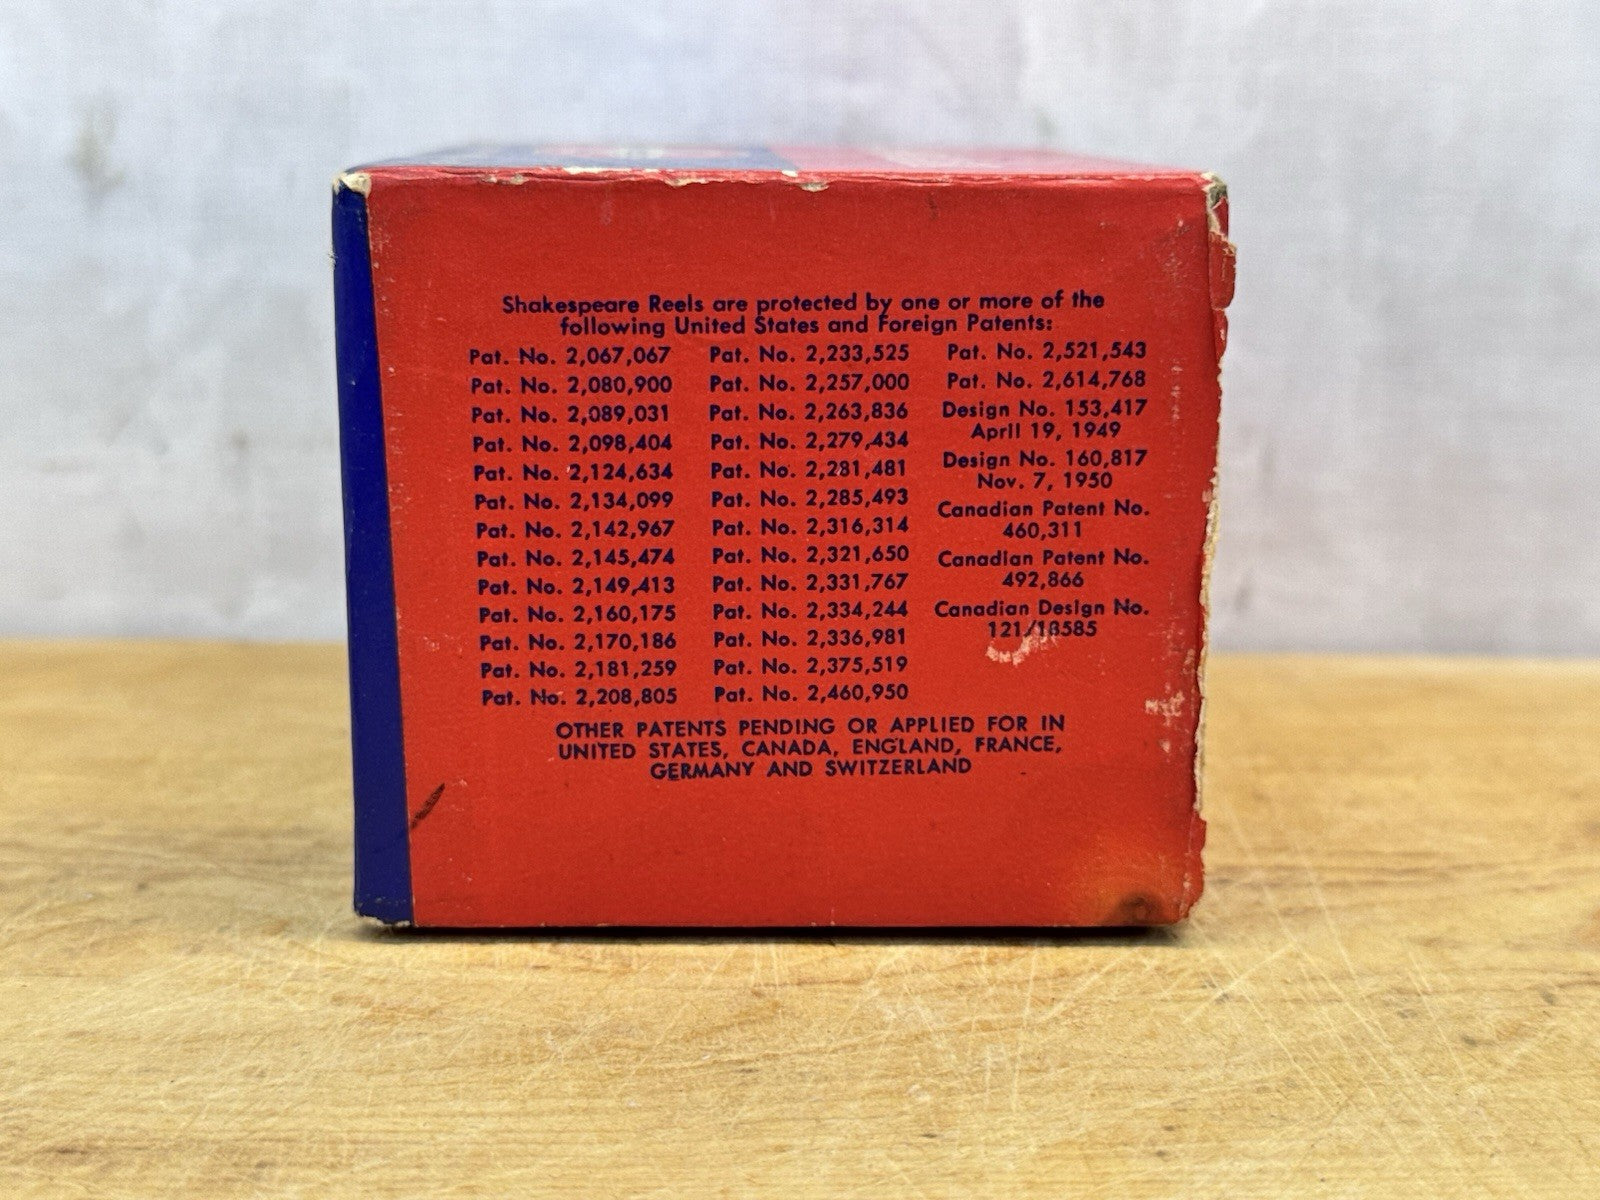 Shakespeare Reels are protected by one or more of the
following United States and Foreign Patents:
Pat. No. 2,067,067
Pat. No. 2,080,900
Pat. No. 2,089,031
Pat. No. 2,098,404
Pat. No. 2,124,634
Pat. No. 2,134,099
Pat. No. 2,142,967
Pat. No. 2,145,474
Pat. No. 2,149,413
Pat. No. 2,160,175
Pat. No. 2,170,186
Pat. No. 2,181,259
Pat. No. 2,208,805
Pat. No. 2,233,525
Pat. No. 2,257,000
Pat. No. 2,263,836
Pat. No. 2,279,434
Pat. No. 2,281,481
Pat. No. 2,285,493
Pat. No. 2,316,314
Pat. No. 2,321,650
Pat. No. 2,331,767
Pat. No. 2,334,244
Pat. No. 2,336,981
Pat. No. 2,375,519
Pat. No. 2,460,950
Pat. No. 2,521,543
Pat. No. 2,614,768
Design No. 153,417
April 19, 1949
Design No. 160,817
Nov. 7, 1950
Canadian Patent No.
460,311
Canadian Patent No.
492,866
Canadian Design No.
121/18585
OTHER PATENTS PENDING OR APPLIED FOR IN
UNITED STATES, CANADA, ENGLAND, FRANCE,
GERMANY AND SWITZERLAND